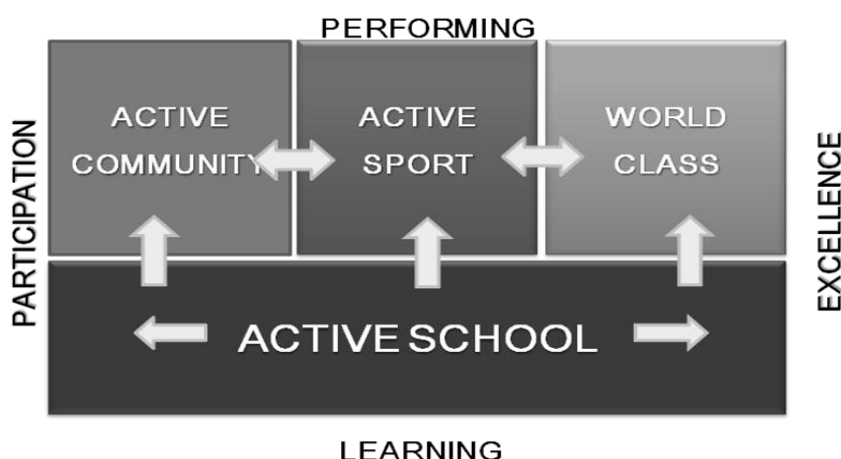 PERFORMING
ACTIVE
COMMUNITY
ACTIVE
SPORT
WORLD
CLASS
PARTICIPATION
EXCELLENCE
ACTIVE SCHOOL
LEARNING